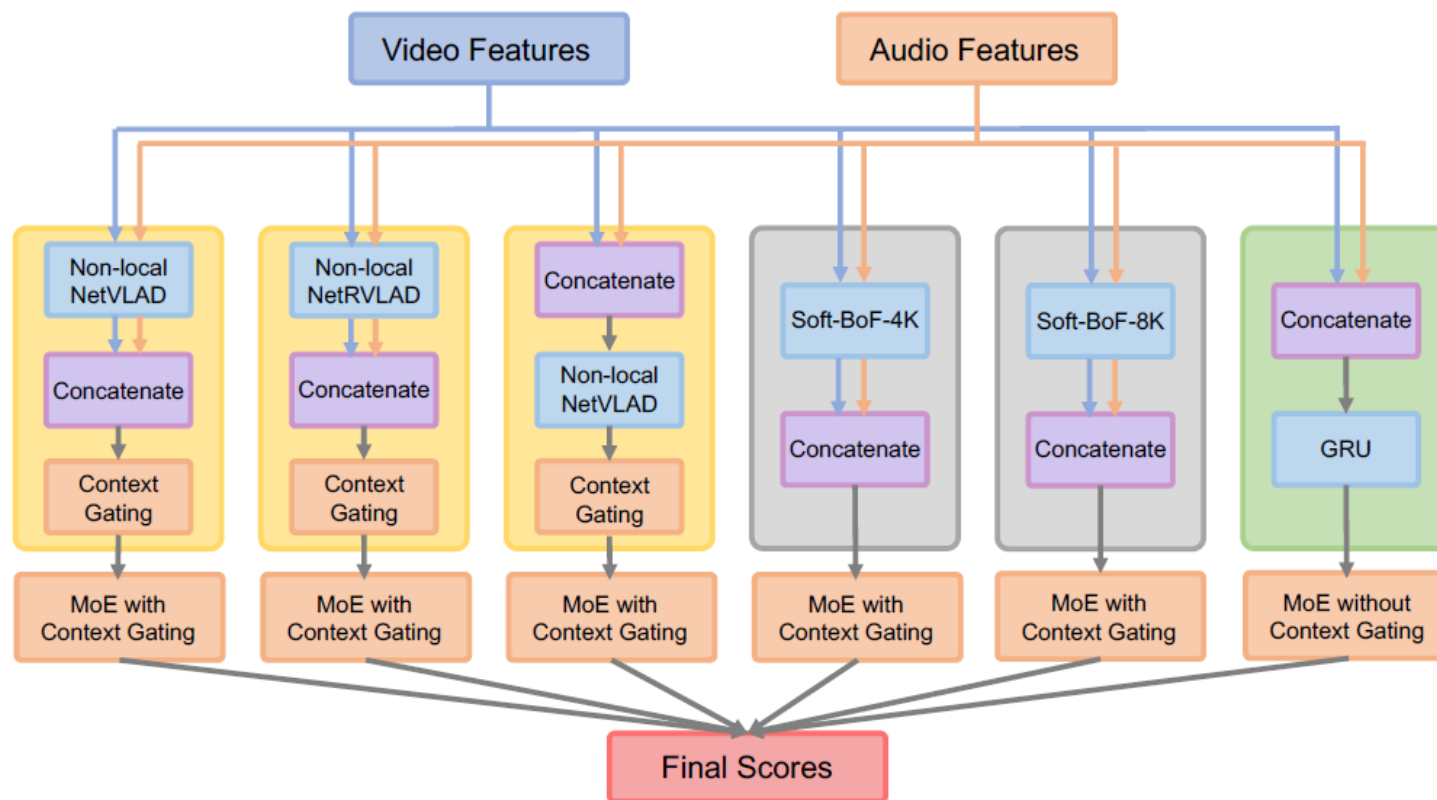 Video Features
Audio Features
Non-local
NetVLAD
Concatenate
Context
Gating
MoE with
Context Gating
Non-local
NetRVLAD
Concatenate
Context
Gating
MoE with
Context Gating
Concatenate
Non-local
NetVLAD
Context
Gating
MoE with
Context Gating
Soft-BoF-4K
Concatenate
MoE with
Context Gating
Soft-BoF-8K
Concatenate
MoE with
Context Gating
Concatenate
GRU
MoE without
Context Gating
Final Scores